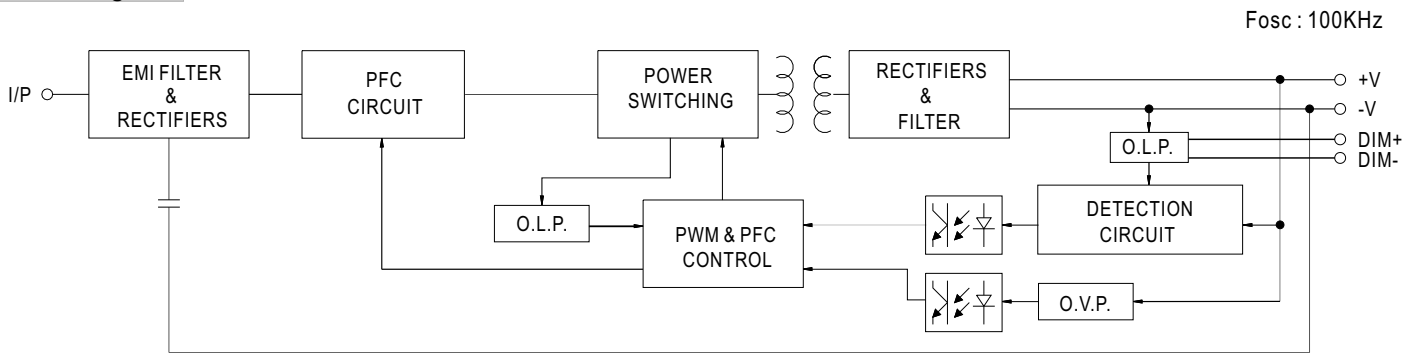 Fosc : 100KHz
I/P
EMI FILTER
&
RECTIFIERS
PFC
CIRCUIT
POWER
SWITCHING
RECTIFIERS
&
FILTER
+V
-V
DIM+
DIM-
O.L.P.
DETECTION
CIRCUIT
O.L.P.
PWM & PFC
CONTROL
O.V.P.